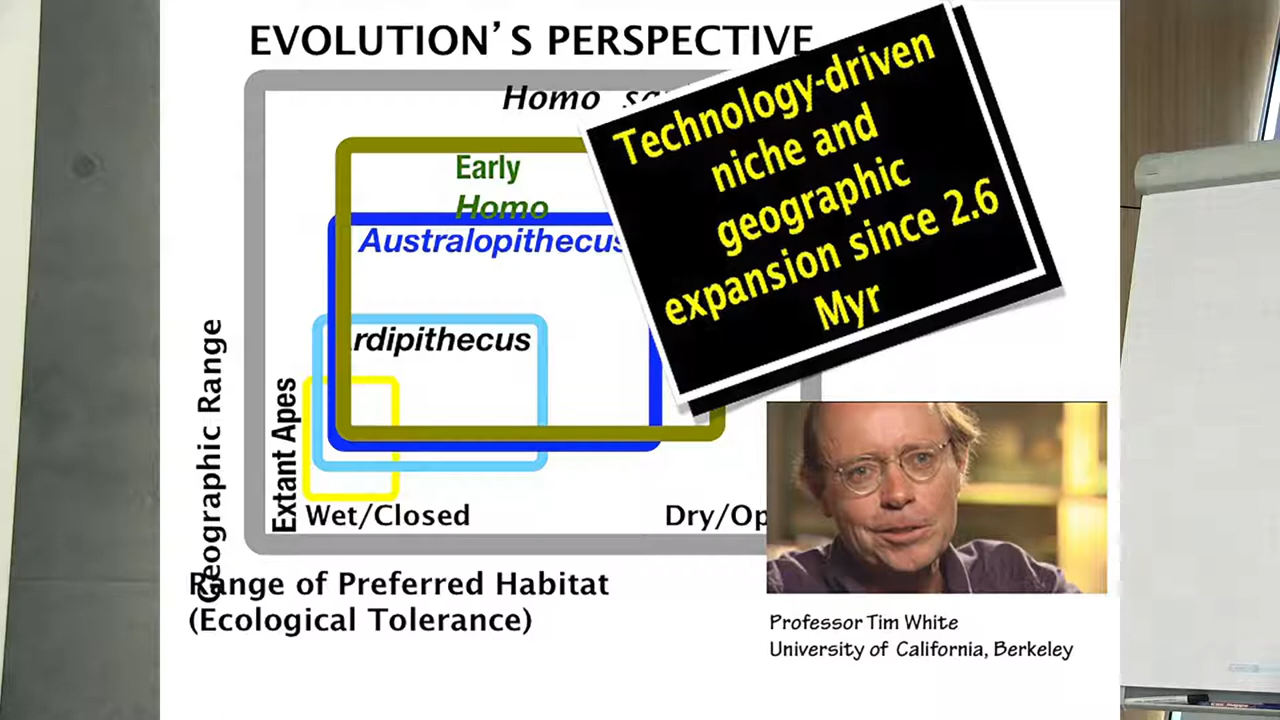 EVOLUTION’S PERSPECTIVE
Homo
Technology-driven
niche and
geographic
expansion since 2.6
Myr
Early
Homo
Australopithecus
rdipithecus
Geographic Range
Extant Apes
Wet/Closed
Dry/Op
Range of Preferred Habitat
(Ecological Tolerance)
Professor Tim White
University of California, Berkeley